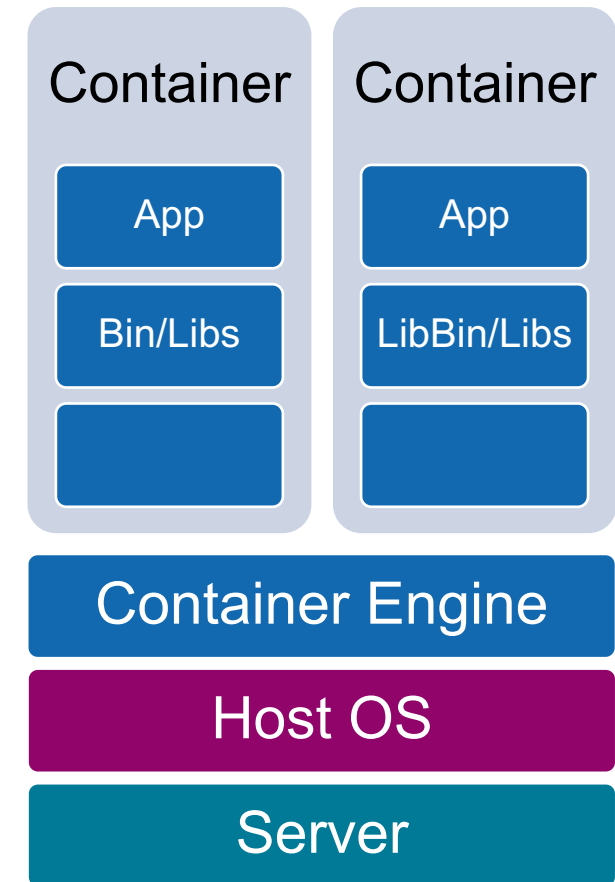 Container
App
Bin/Libs
Container
App
LibBin/Libs
Container Engine
Host OS
Server